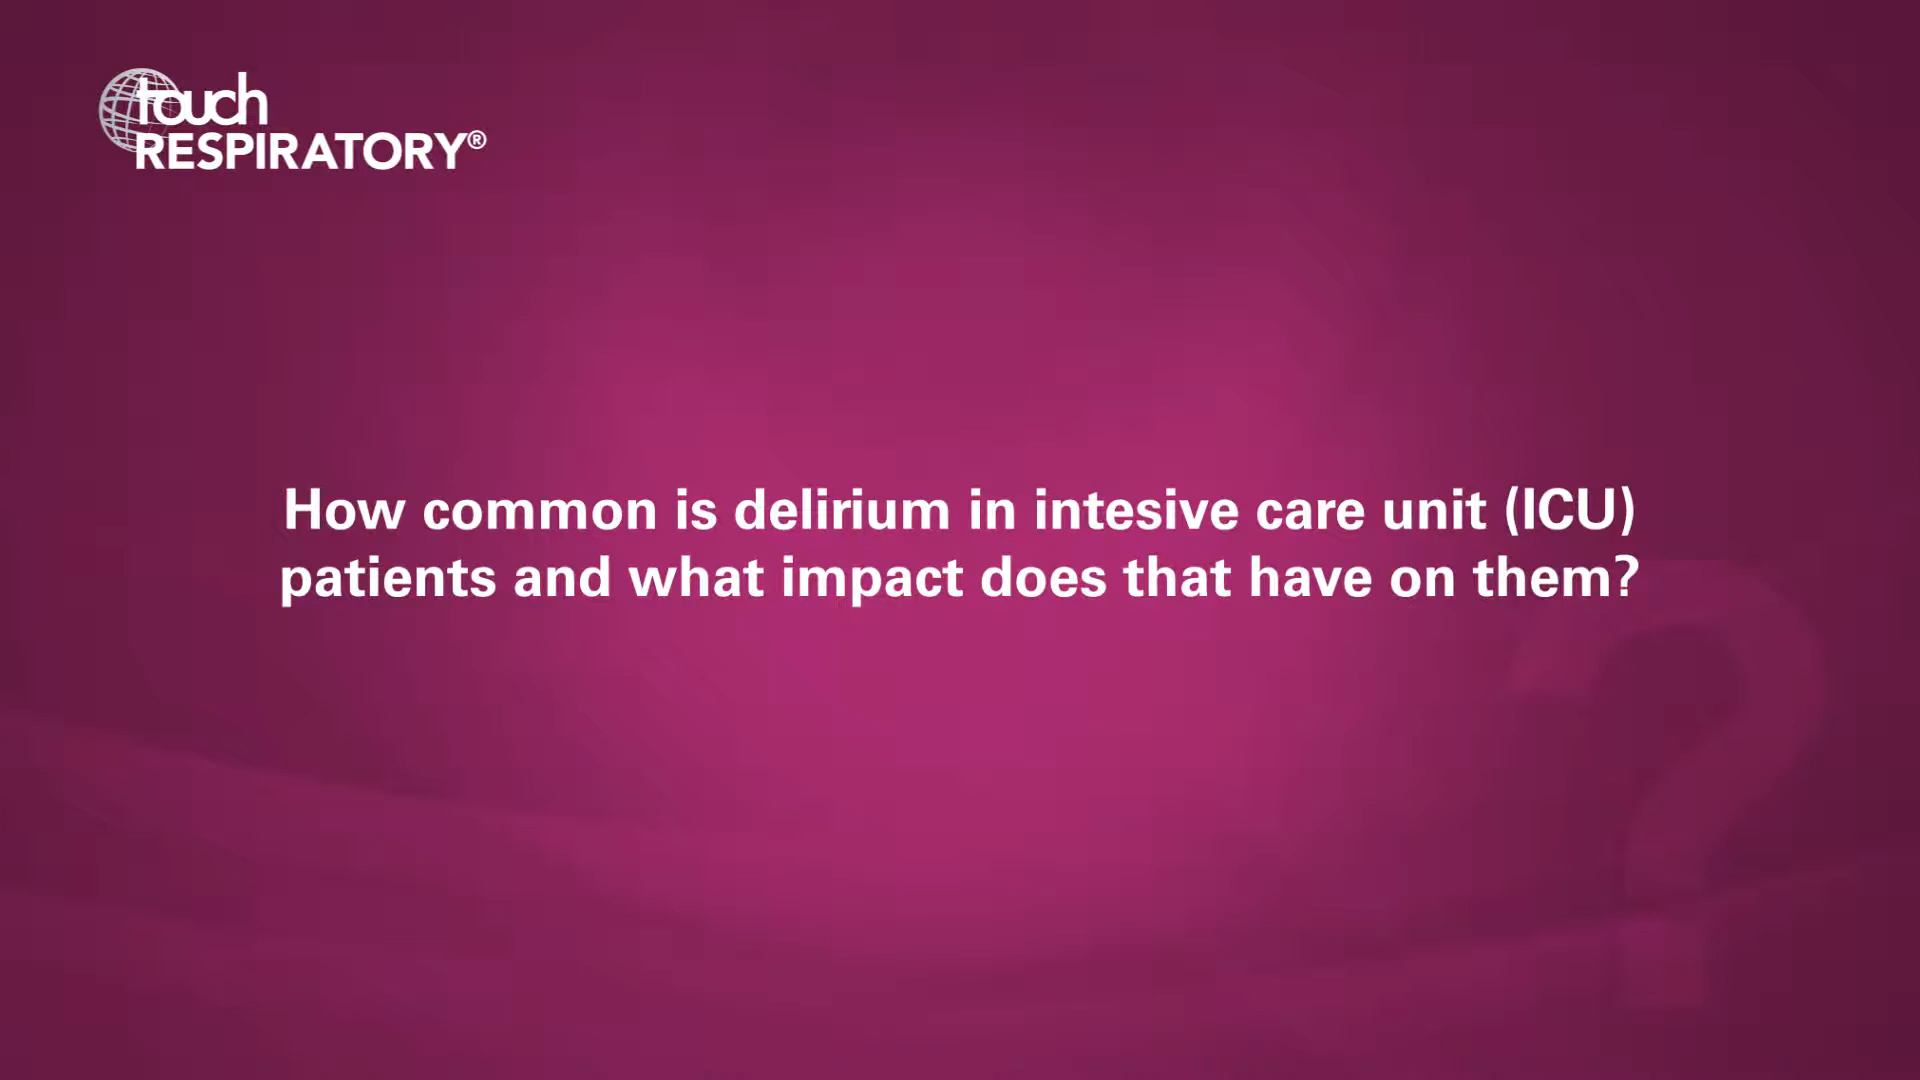 touch
RESPIRATORY®
How common is delirium in intesive care unit (ICU)
patients and what impact does that have on them?